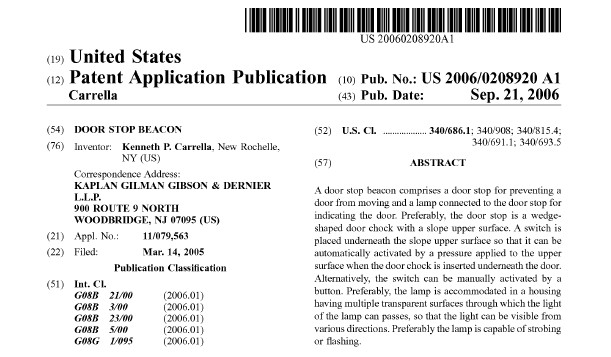 US 20060208920A1
(19) United States
(12) Patent Application Publication (10) Pub. No.: US 2006/0208920 A1
Carrella (43) Pub. Date: Sep. 21, 2006
(54) DOOR STOP BEACON
(76) Inventor: Kenneth P. Carrella, New Rochelle,
NY (US)
Correspondence Address:
KAPLAN GILMAN GIBSON & DERNIER
L.L.P.
900 ROUTE 9 NORTH
WOODBRIDGE, NJ 07095 (US)
(21) Appl. No.: 11/079,563
(22) Filed: Mar. 14, 2005
Publication Classification
(51) Int. Cl.
G08B 21/00 (2006.01)
G08B 3/00 (2006.01)
G08B 23/00 (2006.01)
G08B 5/00 (2006.01)
G08G 1/095 (2006.01)
(52) U.S. Cl. .................... 340/686.1; 340/908; 340/815.4;
340/691.1; 340/693.5
(57) ABSTRACT
A door stop beacon comprises a door stop for preventing a
door from moving and a lamp connected to the door stop for
indicating the door. Preferably, the door stop is a wedge-
shaped door chock with a slope upper surface. A switch is
placed underneath the slope upper surface so that it can be
automatically activated by a pressure applied to the upper
surface when the door chock is inserted underneath the door.
Alternatively, the switch can be manually activated by a
button. Preferably, the lamp is accommodated in a housing
having multiple transparent surfaces through which the light
of the lamp can passes, so that the light can be visible from
various directions. Preferably the lamp is capable of strobing
or flashing.